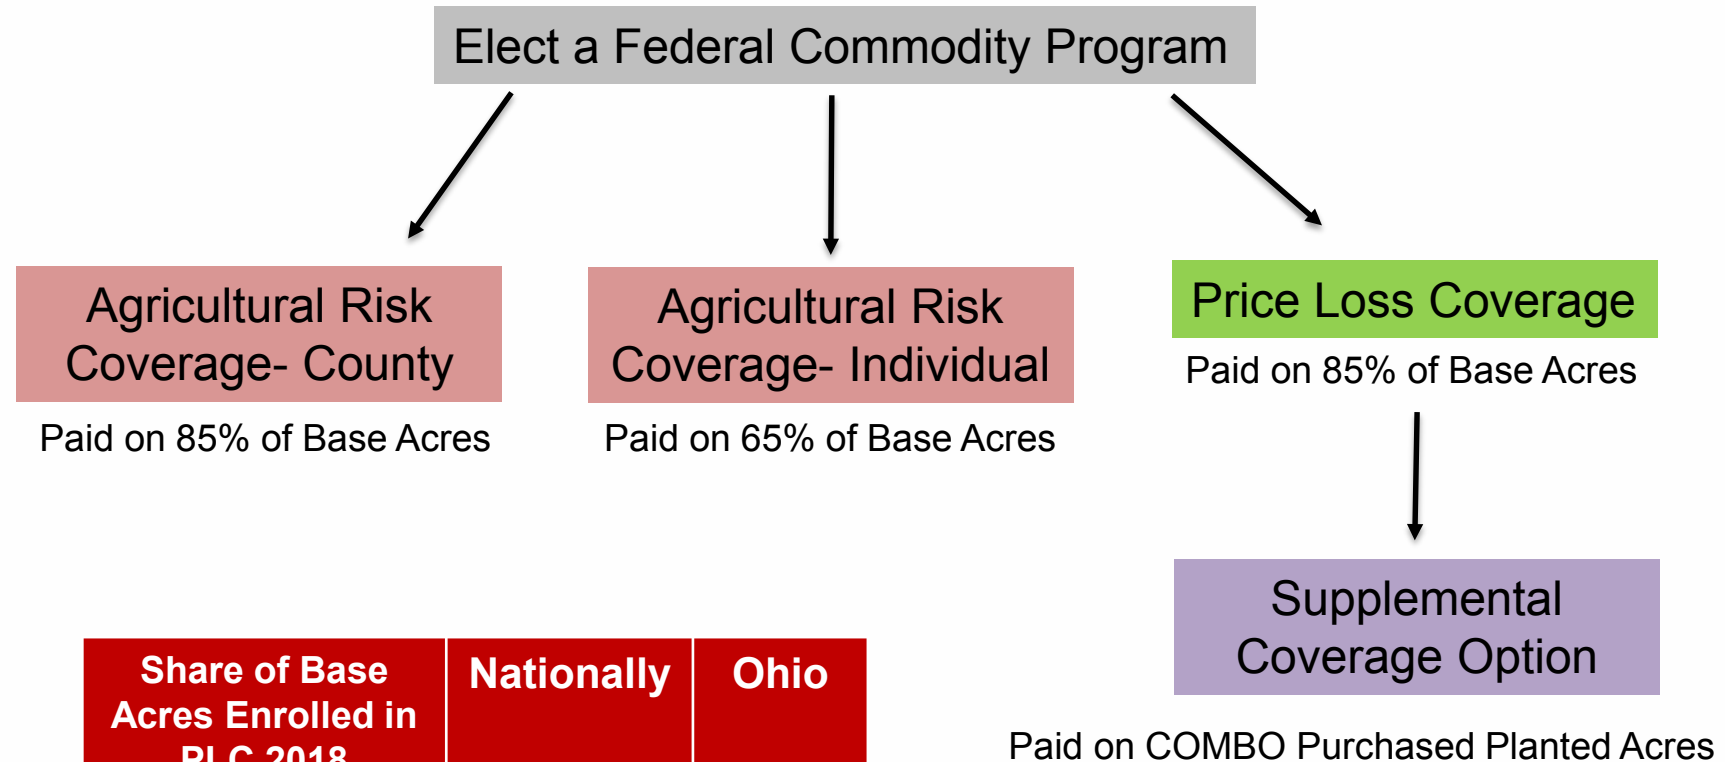 Elect a Federal Commodity Program
Agricultural Risk
Coverage- County
Paid on 85% of Base Acres
Agricultural Risk
Coverage- Individual
Paid on 65% of Base Acres
Price Loss Coverage
Paid on 85% of Base Acres
Supplemental
Coverage Option
Paid on COMBO Purchased Planted Acres
Share of Base
Acres Enrolled in
PLC 2018
Nationally
Ohio